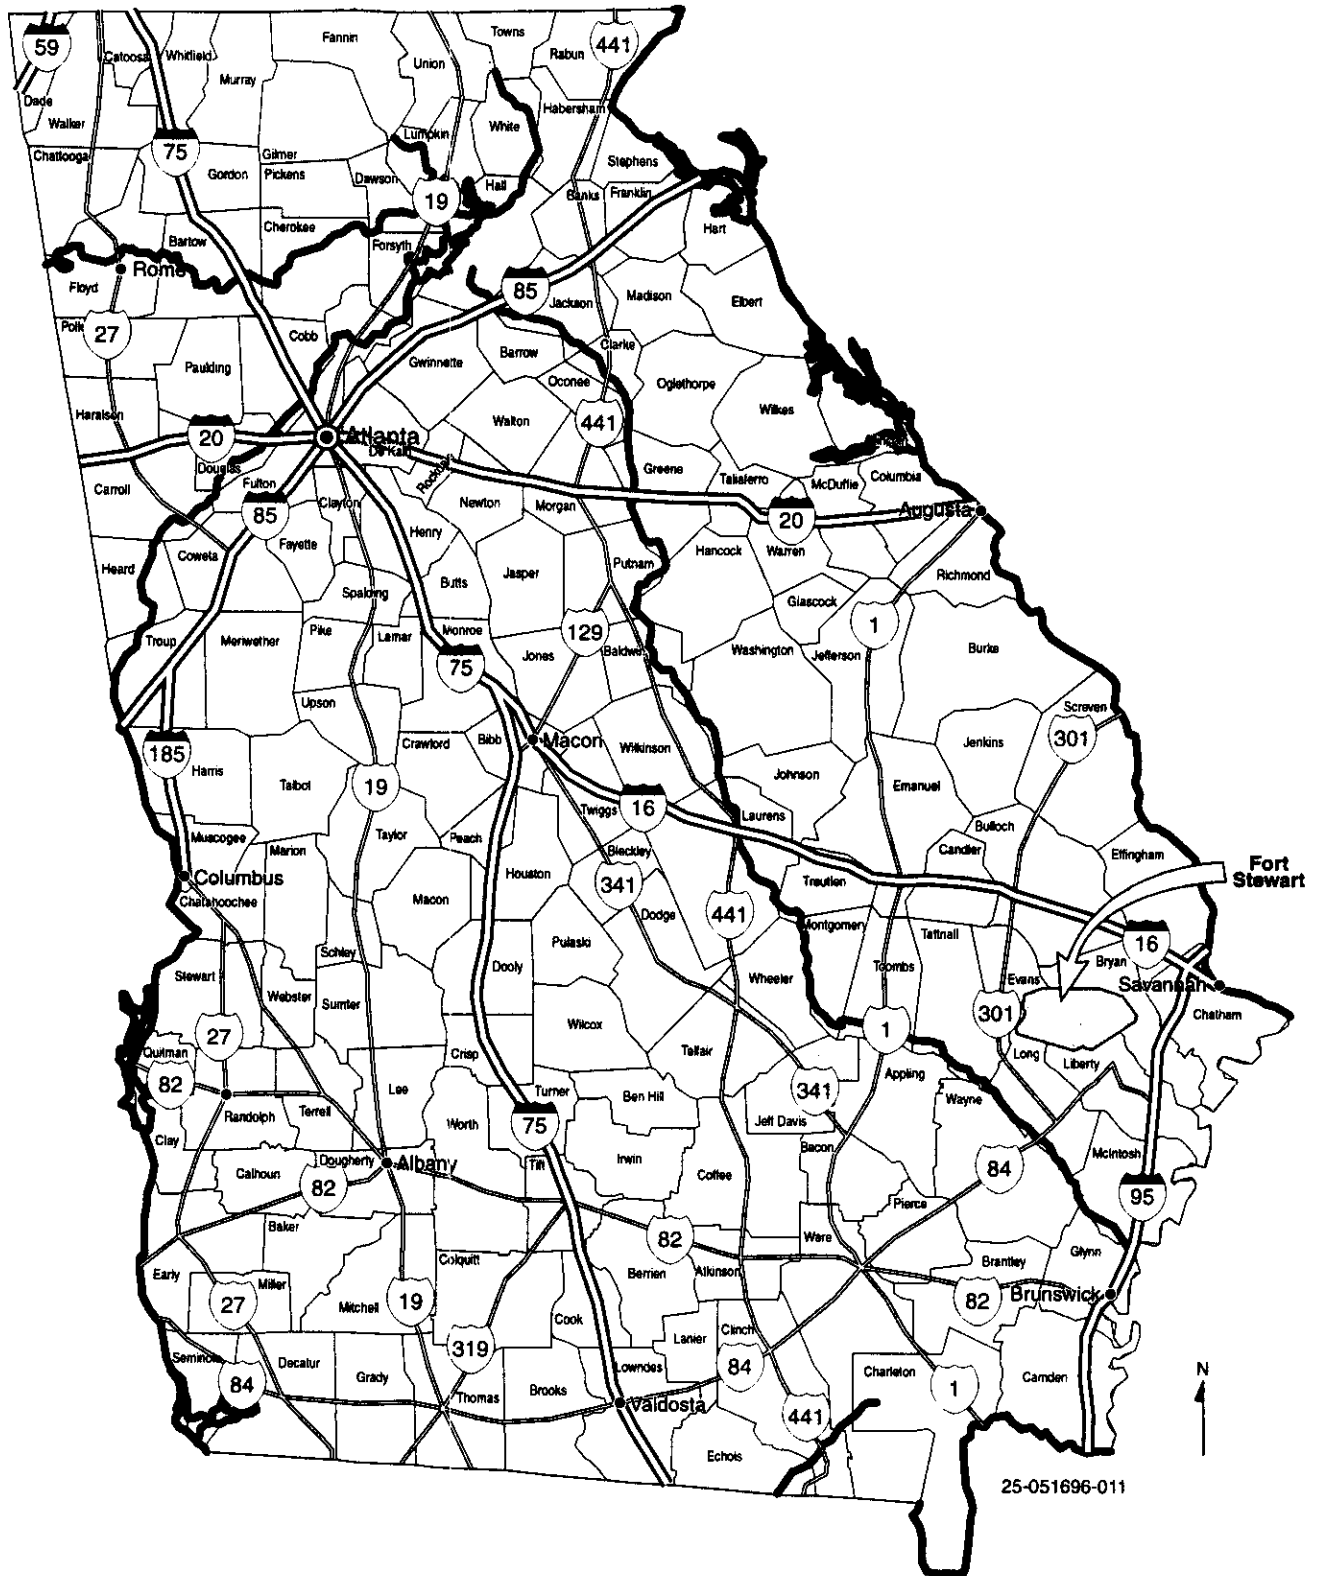 Towns
441
Fannin
59
Rabun
Catoosa
Whitfield
Union
Murray
Dade
Habersham
Walker
White
Lumpkin
75
Chattooga
Gilmer
Stephens
Gordon
Pickens
Dawson
Hall
Banks
Franklin
19
Cherokee
Hart
Bartow
Forsyth
Rome
Floyd
85
Jackson
Madison
Elbert
27
Cobb
Clarke
Paulding
Gwinnette
Barrow
Oconee
Oglethorpe
Haralson
Wilkes
Walton
441
20
Atlanta
Douglas
Greene
Taliaferro
McDuffie
Columbia
Fulton
Carroll
Clayton
Newton
Morgan
85
20
Augusta
Henry
Fayette
Coweta
Hancock
Warren
Heard
Putnam
Jasper
Butts
Richmond
Spalding
Glascock
1
Pike
Monroe
129
Troup
Meriwether
Lamar
Jones
Washington
Jefferson
Burke
75
Upson
Screven
Crawford
Bibb
Macon
Wilkinson
Jenkins
301
185
Harris
Talbot
19
Johnson
Emanuel
16
Twiggs
Laurens
Muscogee
Taylor
Peach
Bulloch
Marion
Bleckley
Candler
Effingham
Fort
Stewart
Columbus
Houston
341
Treutlen
Chatahoochee
Macon
Dodge
441
Montgomery
Tattnall
16
Schley
Pulaski
Bryan
Stewart
Dooly
Wheeler
Toombs
Evans
Savannah
Webster
Sumter
301
Chatham
Wilcox
27
1
Quitman
Crisp
Telfair
Long
Liberty
82
Appling
Lee
Turner
Ben Hill
341
Wayne
Randolph
Terrell
Worth
75
Jeff Davis
Clay
Bacon
McIntosh
Dougherty
Albany
Tift
Irwin
Coffee
84
Calhoun
82
95
Pierce
Baker
82
Ware
Colquitt
Glynn
Early
Berrien
Atkinson
Brantley
Miller
27
Mitchell
19
82
Brunswick
Cook
319
Lanier
Clinch
Seminole
Decatur
84
Lowndes
Charleton
N
Grady
84
Thomas
Brooks
Camden
1
Valdosta
441
Echols
25-051696-011